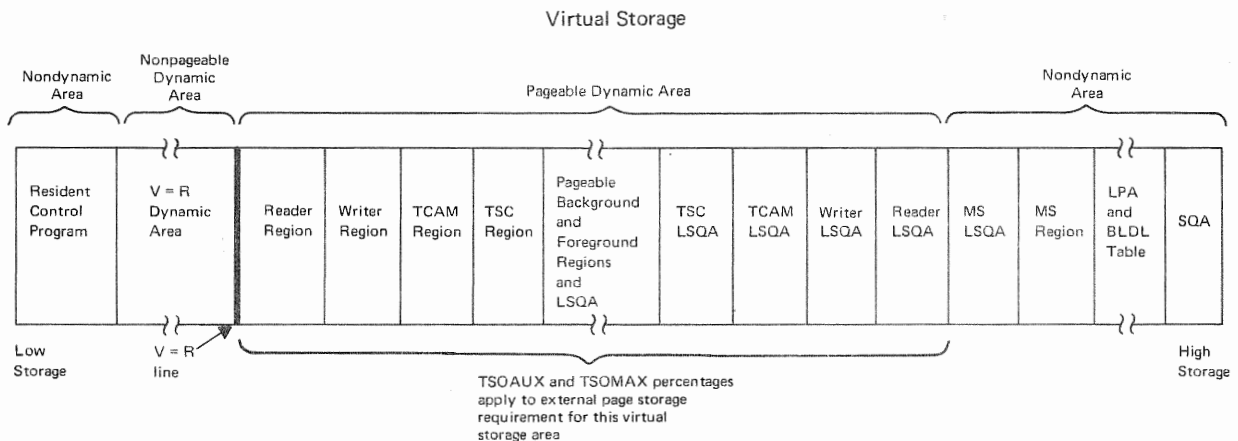 Virtual Storage
Nondynamic
Area
Nonpageable
Dynamic
Area
Pageable Dynamic Area
Nondynamic
Area
Resident
Control
Program
V = R
Dynamic
Area
Reader
Region
Writer
Region
TCAM
Region
TSC
Region
Pageable
Background
and
Foreground
Regions
and
LSQA
TSC
LSQA
TCAM
LSQA
Writer
LSQA
Reader
LSQA
MS
LSQA
MS
Region
LPA
and
BLDL
Table
SQA
Low
Storage
V = R
line
High
Storage
TSOAUX and TSOMAX percentages
apply to external page storage
requirement for this virtual
storage area